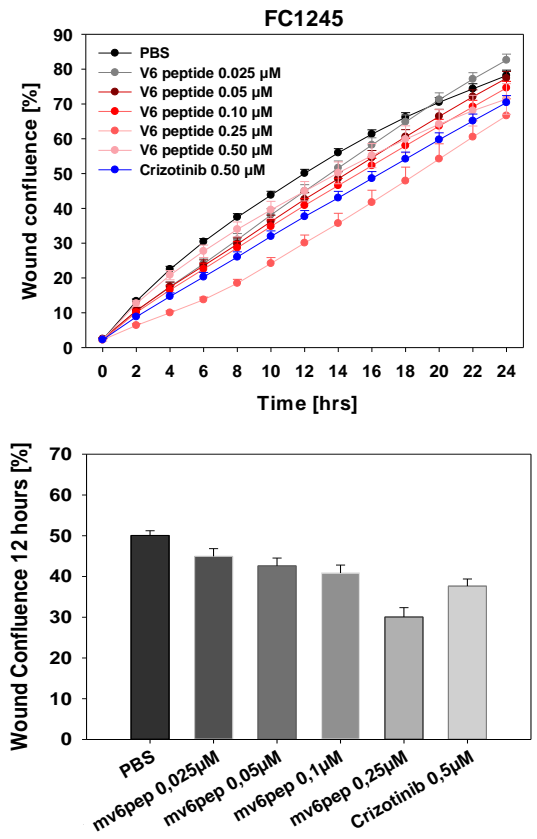 FC1245
Wound confluence [%]
90
80
70
60
50
40
30
20
10
0
PBS
V6 peptide 0.025 µM
V6 peptide 0.05 µM
V6 peptide 0.10 µM
V6 peptide 0.25 µM
V6 peptide 0.50 µM
Crizotinib 0.50 µM
0 2 4 6 8 10 12 14 16 18 20 22 24
Time [hrs]
Wound Confluence 12 hours [%]
70
60
50
40
30
20
10
0
PBS
mv6pep 0,025µM
mv6pep 0,05µM
mv6pep 0,1µM
mv6pep 0,25µM
Crizotinib 0,5µM